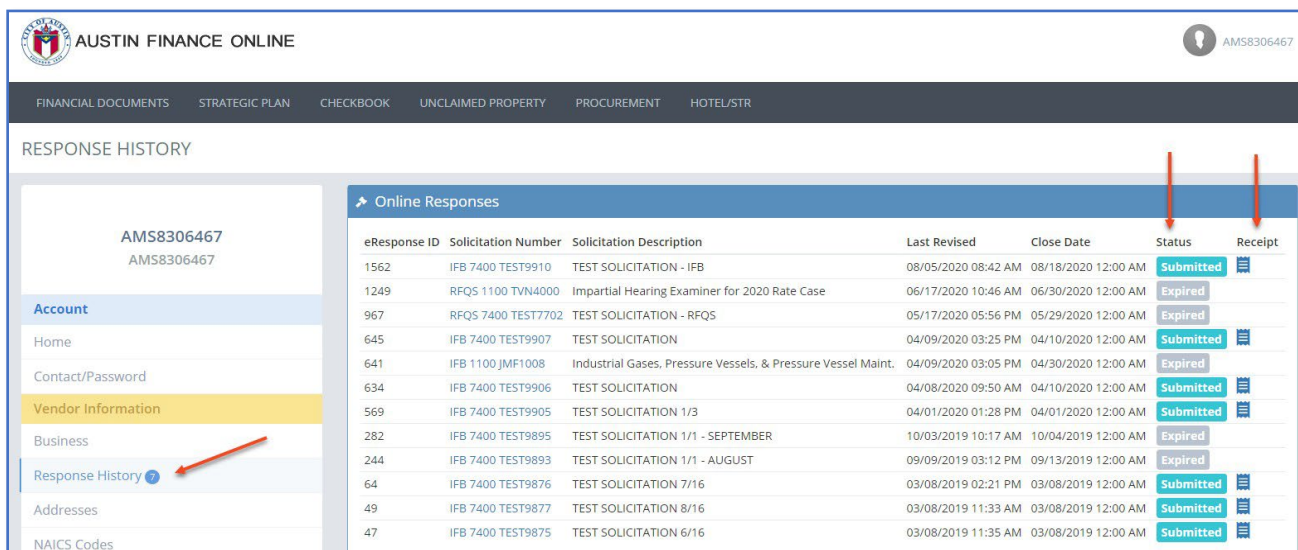 AUSTIN FINANCE ONLINE
AMS8306467
FINANCIAL DOCUMENTS STRATEGIC PLAN CHECKBOOK UNCLAIMED PROPERTY PROCUREMENT HOTEL/STR
RESPONSE HISTORY
AMS8306467
AMS8306467
Account
Home
Contact/Password
Vendor Information
Business
Response History 7
Addresses
NAICS Codes
Online Responses
eResponse ID Solicitation Number Solicitation Description Last Revised Close Date Status Receipt
1562 IFB 7400 TEST9910 TEST SOLICITATION - IFB 08/05/2020 08:42 AM 08/18/2020 12:00 AM Submitted
1249 RFQS 1100 TVN4000 Impartial Hearing Examiner for 2020 Rate Case 06/17/2020 10:46 AM 06/30/2020 12:00 AM Expired
967 RFQS 7400 TEST7702 TEST SOLICITATION - RFQS 05/17/2020 05:56 PM 05/29/2020 12:00 AM Expired
645 IFB 7400 TEST9907 TEST SOLICITATION 04/09/2020 03:25 PM 04/10/2020 12:00 AM Submitted
641 IFB 1100 JMF1008 Industrial Gases, Pressure Vessels, & Pressure Vessel Maint. 04/09/2020 03:05 PM 04/30/2020 12:00 AM Expired
634 IFB 7400 TEST9906 TEST SOLICITATION 04/08/2020 09:50 AM 04/10/2020 12:00 AM Submitted
569 IFB 7400 TEST9905 TEST SOLICITATION 1/3 04/01/2020 01:28 PM 04/01/2020 12:00 AM Submitted
282 IFB 7400 TEST9895 TEST SOLICITATION 1/1 - SEPTEMBER 10/03/2019 10:17 AM 10/04/2019 12:00 AM Expired
244 IFB 7400 TEST9893 TEST SOLICITATION 1/1 - AUGUST 09/09/2019 03:12 PM 09/13/2019 12:00 AM Expired
64 IFB 7400 TEST9876 TEST SOLICITATION 7/16 03/08/2019 02:21 PM 03/08/2019 12:00 AM Submitted
49 IFB 7400 TEST9877 TEST SOLICITATION 8/16 03/08/2019 11:33 AM 03/08/2019 12:00 AM Submitted
47 IFB 7400 TEST9875 TEST SOLICITATION 6/16 03/08/2019 11:35 AM 03/08/2019 12:00 AM Submitted